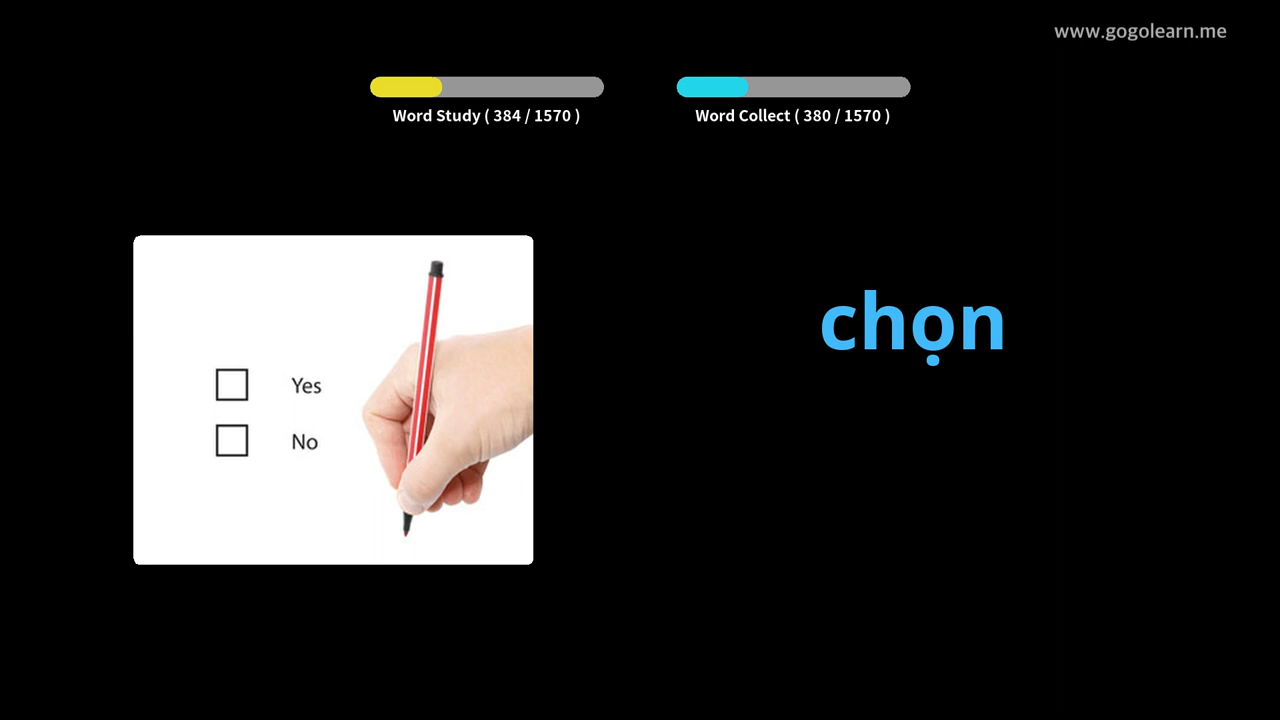 www.gogolearn.me
Word Study ( 384 / 1570 )
Word Collect ( 380 / 1570 )
chọn
Yes
No